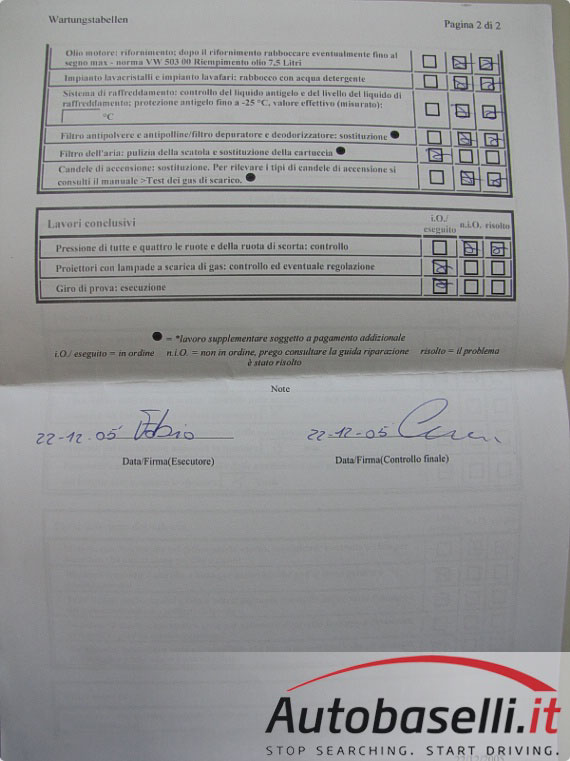 Wartungstabellen
Pagina 2 di 2
Olio motore: rifornimento; dopo il rifornimento rabboccare eventualmente fino al
segno max - norma VW 503 00 Riempimento olio 7,5 Litri
Impianto lavacristalli e impianto lavafari: rabbocco con acqua detergente
Sistema di raffreddamento: controllo del liquido antigelo e del livello del liquido di
raffreddamento; protezione antigelo fino a -25 °C, valore effettivo (misurato):
°C
Filtro antipolvere e antipolline/filtro depuratore e deodorizzatore: sostituzione ●
Filtro dell'aria: pulizia della scatola e sostituzione della cartuccia ●
Candele di accensione: sostituzione. Per rilevare i tipi di candele di accensione si
consulti il manuale >Test dei gas di scarico. ●
Lavori conclusivi
i.O./
eseguito
n.i.O.
risolto
Pressione di tutte e quattro le ruote e della ruota di scorta: controllo
Proiettori con lampade a scarica di gas: controllo ed eventuale regolazione
Giro di prova: esecuzione
● = *lavoro supplementare soggetto a pagamento addizionale
i.O./ eseguito = in ordine n.i.O. = non in ordine, prego consultare la guida riparazione risolto = il problema
è stato risolto
Note
22-12-05 Fabio
22-12-05
Data/Firma(Esecutore)
Data/Firma(Controllo finale)
Autobaselli.it
STOP SEARCHING. START DRIVING.